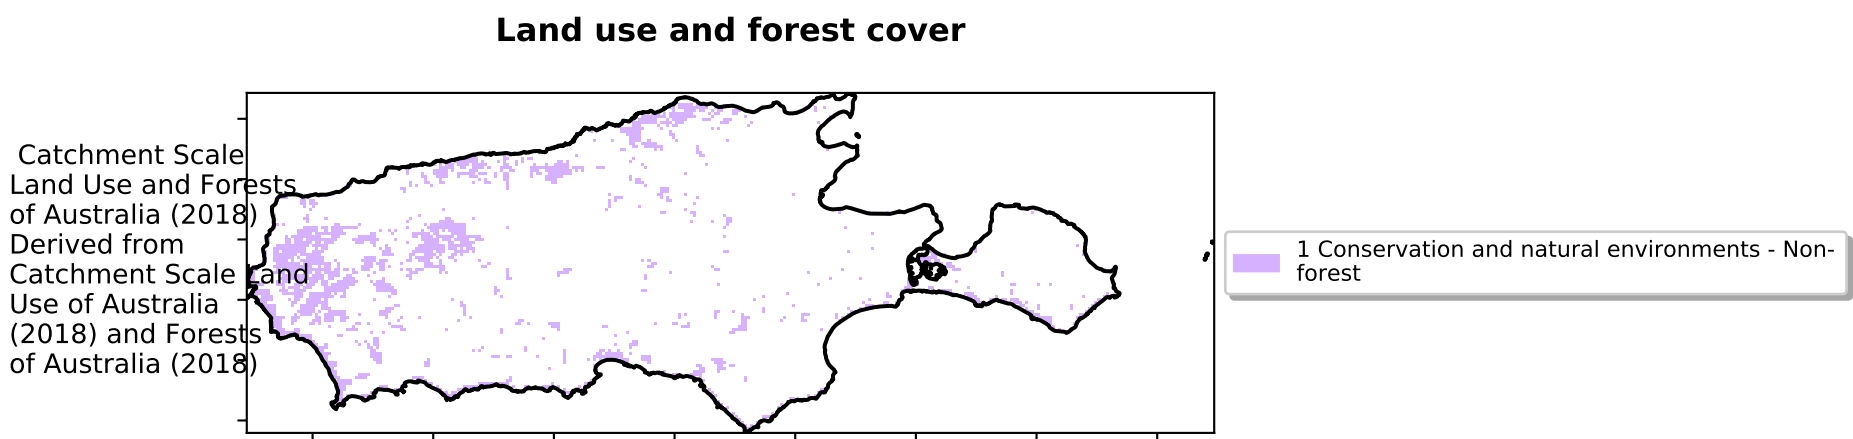 Land use and forest cover
Catchment Scale
Land Use and Forests
of Australia (2018)
Derived from
Catchment Scale Land
Use of Australia
(2018) and Forests
of Australia (2018)
1 Conservation and natural environments - Non-
forest